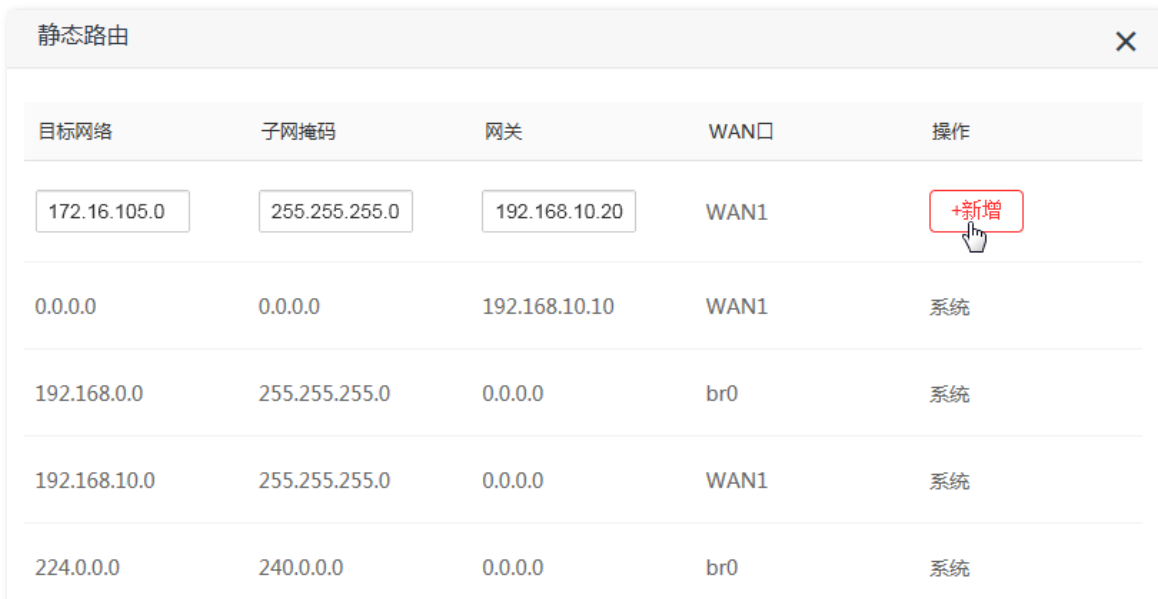 静态路由
目标网络 子网掩码 网关 WAN口 操作
172.16.105.0 255.255.255.0 192.168.10.20 WAN1 +新增
0.0.0.0 0.0.0.0 192.168.10.10 WAN1 系统
192.168.0.0 255.255.255.0 0.0.0.0 br0 系统
192.168.10.0 255.255.255.0 0.0.0.0 WAN1 系统
224.0.0.0 240.0.0.0 0.0.0.0 br0 系统